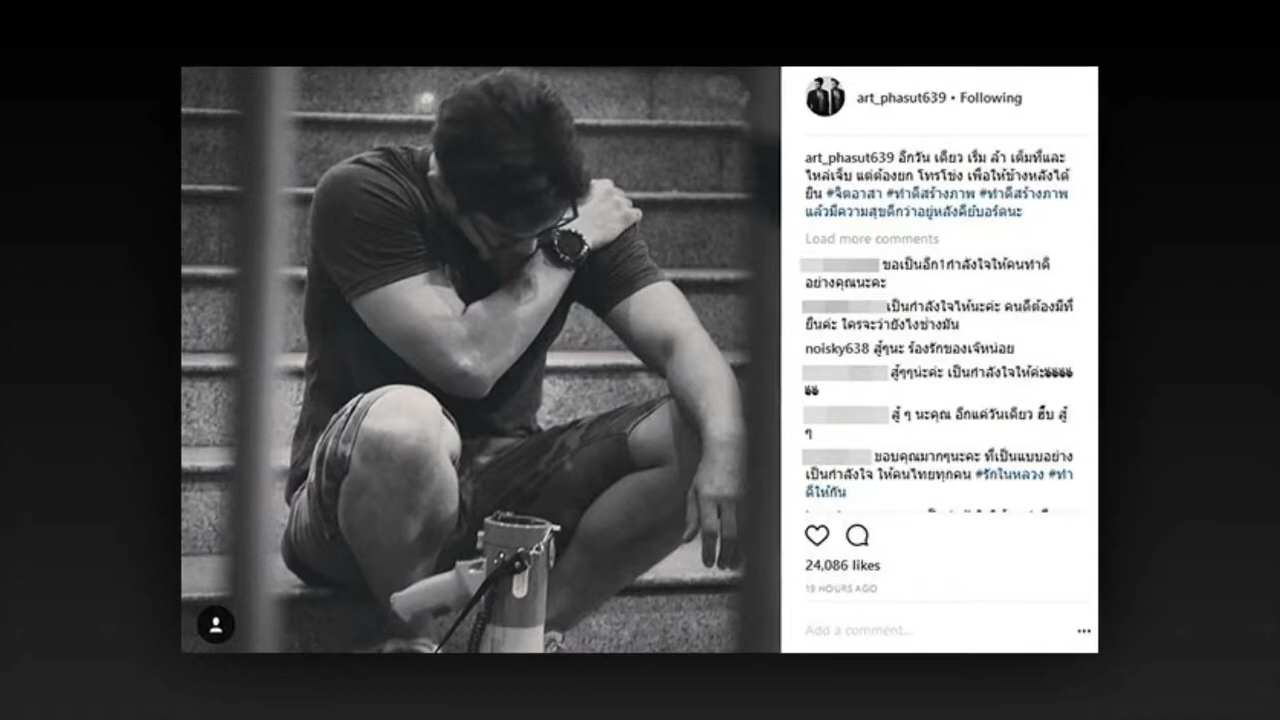 art_phasut639 • Following
art_phasut639 อีกวัน เดียว เริ่ม ล้า เต็มที่และ
ไหล่เจ็บ แต่ต้องยก โทรโข่ง เพื่อให้ข้างหลังได้
ยิน #จิตอาสา #ทำดีสร้างภาพ #ทำดีสร้างภาพ
แล้วมีความสุขดีกว่าอยู่หลังคีย์บอร์ดนะ
Load more comments
ขอเป็นอีก1กำลังใจให้คนทำดี
อย่างคุณนะคะ
เป็นกำลังใจให้นะค่ะ คนดีต้องมีที่
ยืนค่ะ ใครจะว่ายังไงช่างมัน
noisky638 สู้ๆนะ ร้องรักของเจ๊หน่อย
สู้ๆๆน่ะค่ะ เป็นกำลังใจให้ค่ะ
สู้ ๆ นะคุณ อีกแค่วันเดียว ฮึ๊บ สู้
ๆ
ขอบคุณมากๆนะคะ ที่เป็นแบบอย่าง
เป็นกำลังใจ ให้คนไทยทุกคน #รักในหลวง #ทำ
ดีให้กัน
24,086 likes
19 HOURS AGO
Add a comment...